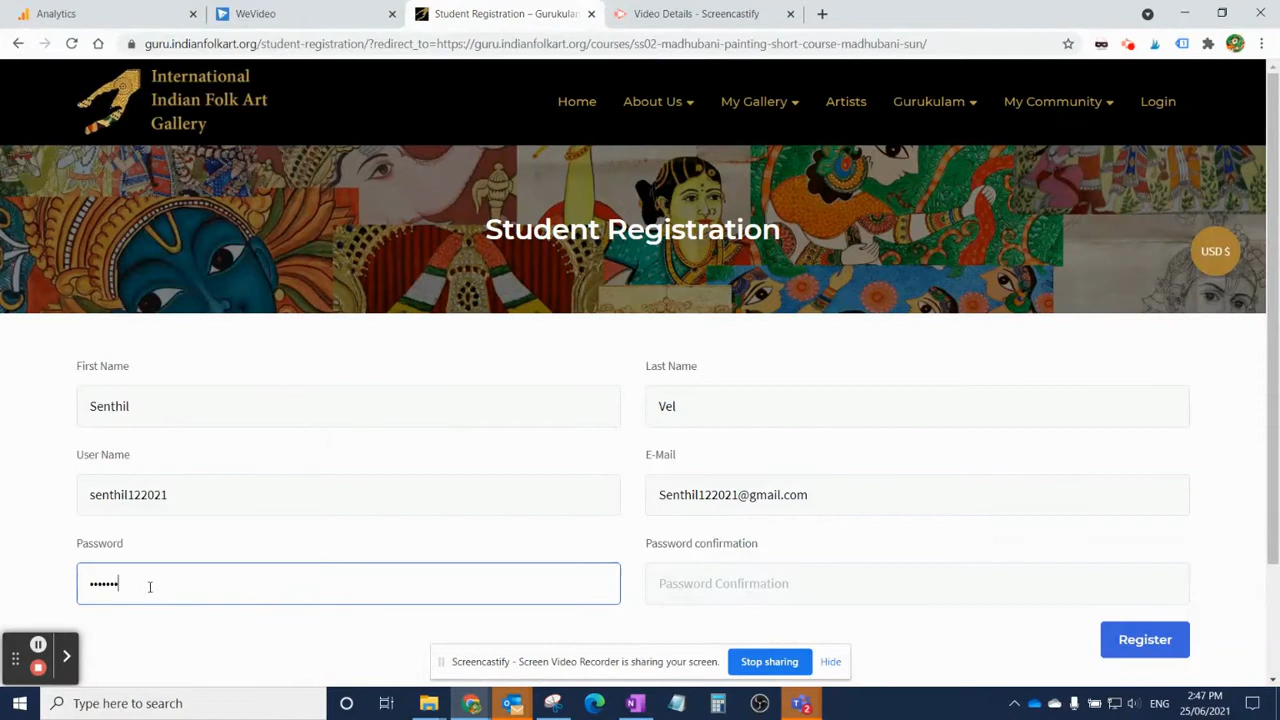 Analytics
WeVideo
Student Registration – Gurukulam
Video Details - Screencastify
guru.indianfolkart.org/student-registration/?redirect_to=https://guru.indianfolkart.org/courses/ss02-madhubani-painting-short-course-madhubani-sun/
International
Indian Folk Art
Gallery
Home
About Us
My Gallery
Artists
Gurukulam
My Community
Login
Student Registration
USD $
First Name
Last Name
Senthil
Vel
User Name
E-Mail
senthil122021
Senthil122021@gmail.com
Password
Password confirmation
•••••••
Password Confirmation
Register
Screencastify - Screen Video Recorder is sharing your screen.
Stop sharing
Hide
Type here to search
ENG
2:47 PM
25/06/2021